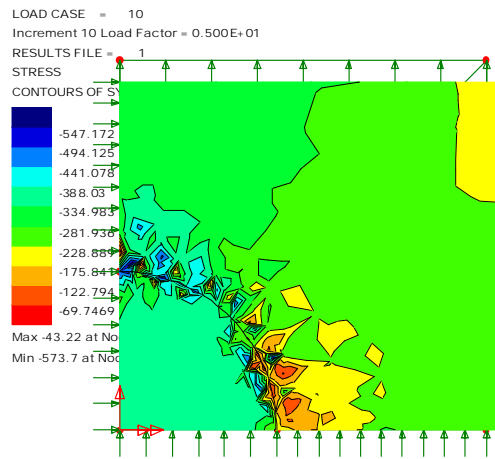 LOAD CASE = 10
Increment 10 Load Factor = 0.500E+01
RESULTS FILE = 1
STRESS
CONTOURS OF SY
-547.172
-494.125
-441.078
-388.03
-334.983
-281.936
-228.889
-175.841
-122.794
-69.7469
Max -43.22 at No
Min -573.7 at Nod